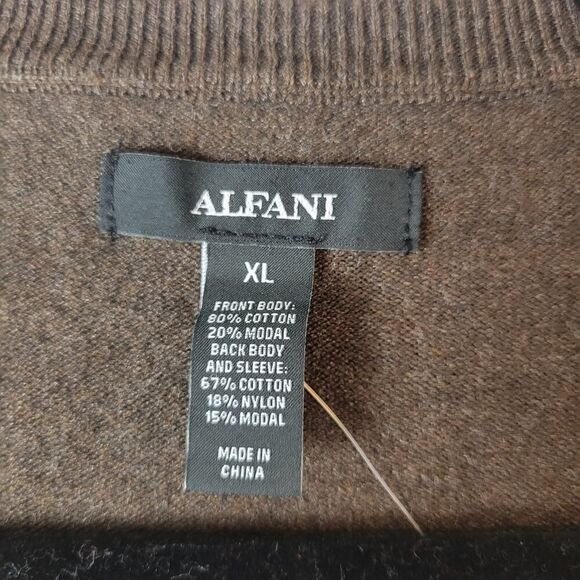 ALFANI
XL
FRONT BODY:
80% COTTON
20% MODAL
BACK BODY
AND SLEEVE:
67% COTTON
18% NYLON
15% MODAL
MADE IN
CHINA